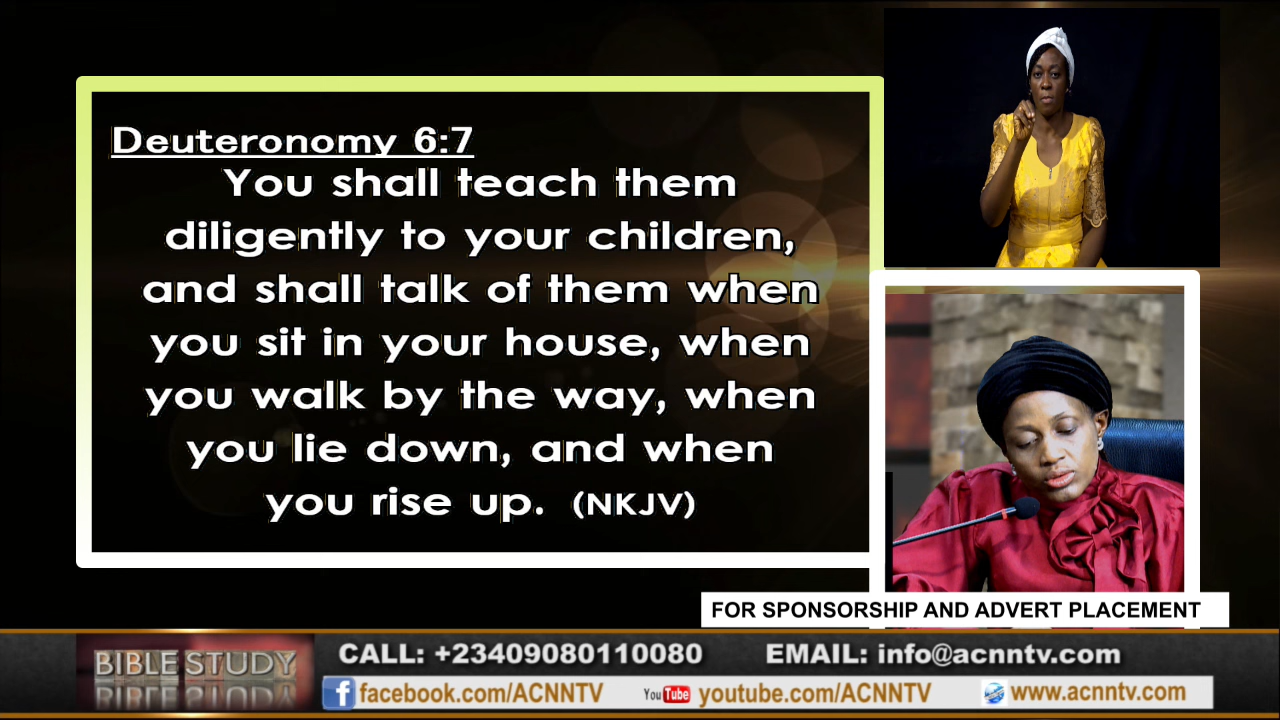 Deuteronomy 6:7
You shall teach them
diligently to your children,
and shall talk of them when
you sit in your house, when
you walk by the way, when
you lie down, and when
you rise up. (NKJV)
FOR SPONSORSHIP AND ADVERT PLACEMENT
BIBLE STUDY
CALL: +23409080110080 EMAIL: info@acnntv.com
facebook.com/ACNNTV YouTube youtube.com/ACNNTV www.acnntv.com